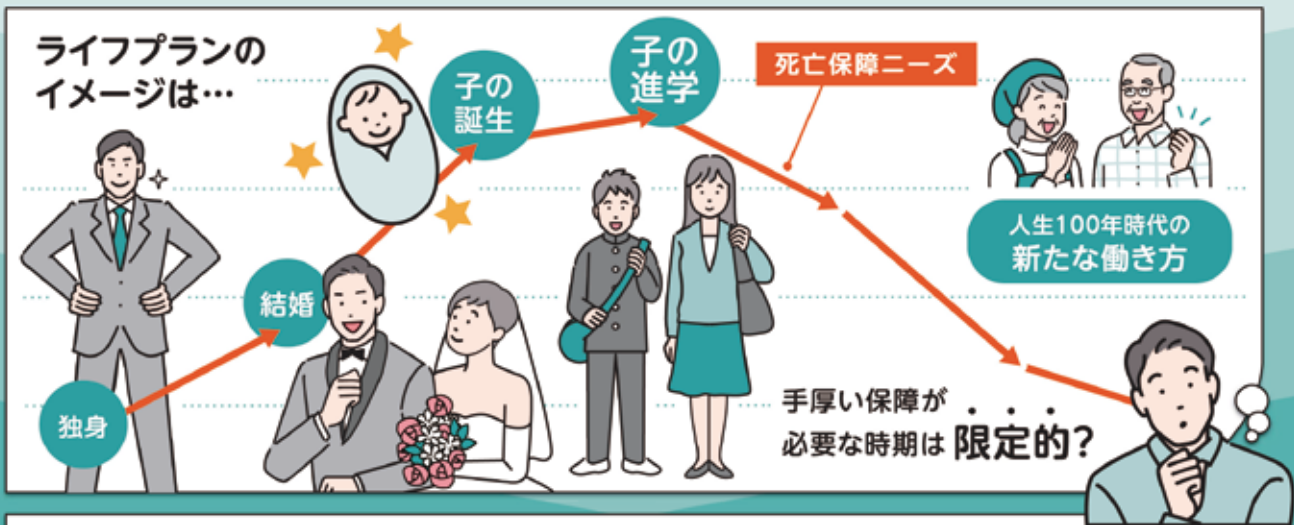 ライフプランの
イメージは…
独身
結婚
子の
誕生
子の
進学
死亡保障ニーズ
人生100年時代の
新たな働き方
手厚い保障が
必要な時期は 限定的?